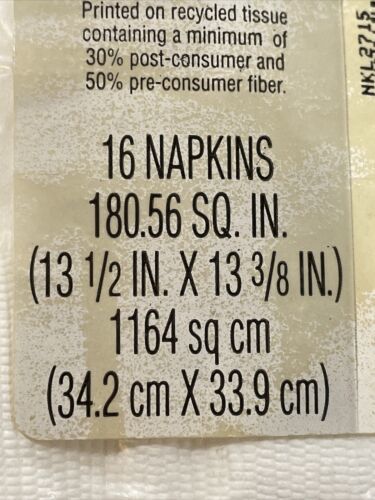 Printed on recycled tissue
containing a minimum of
30% post-consumer and
50% pre-consumer fiber.
16 NAPKINS
180.56 SQ. IN.
(13 1/2 IN. X 13 3/8 IN.)
1164 sq cm
(34.2 cm X 33.9 cm)